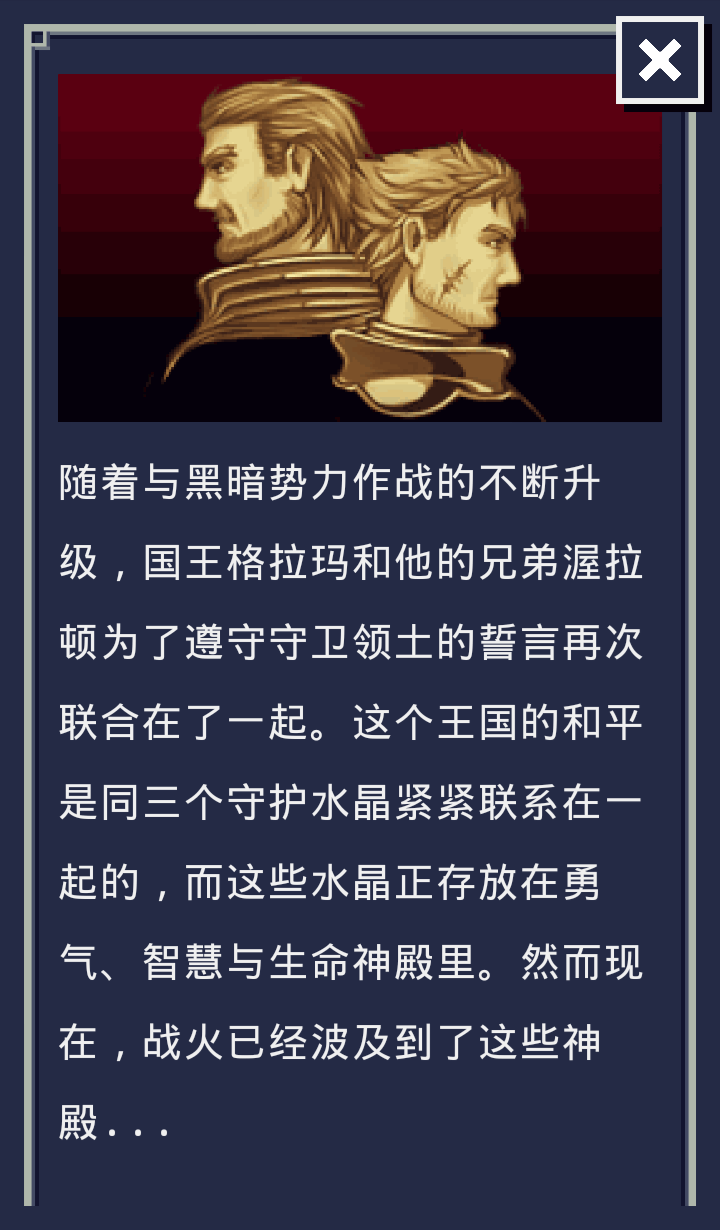 随着与黑暗势力作战的不断升
级，国王格拉玛和他的兄弟渥拉
顿为了遵守守卫领土的誓言再次
联合在了一起。这个王国的和平
是同三个守护水晶紧紧联系在一
起的，而这些水晶正存放在勇
气、智慧与生命神殿里。然而现
在，战火已经波及到了这些神
殿...